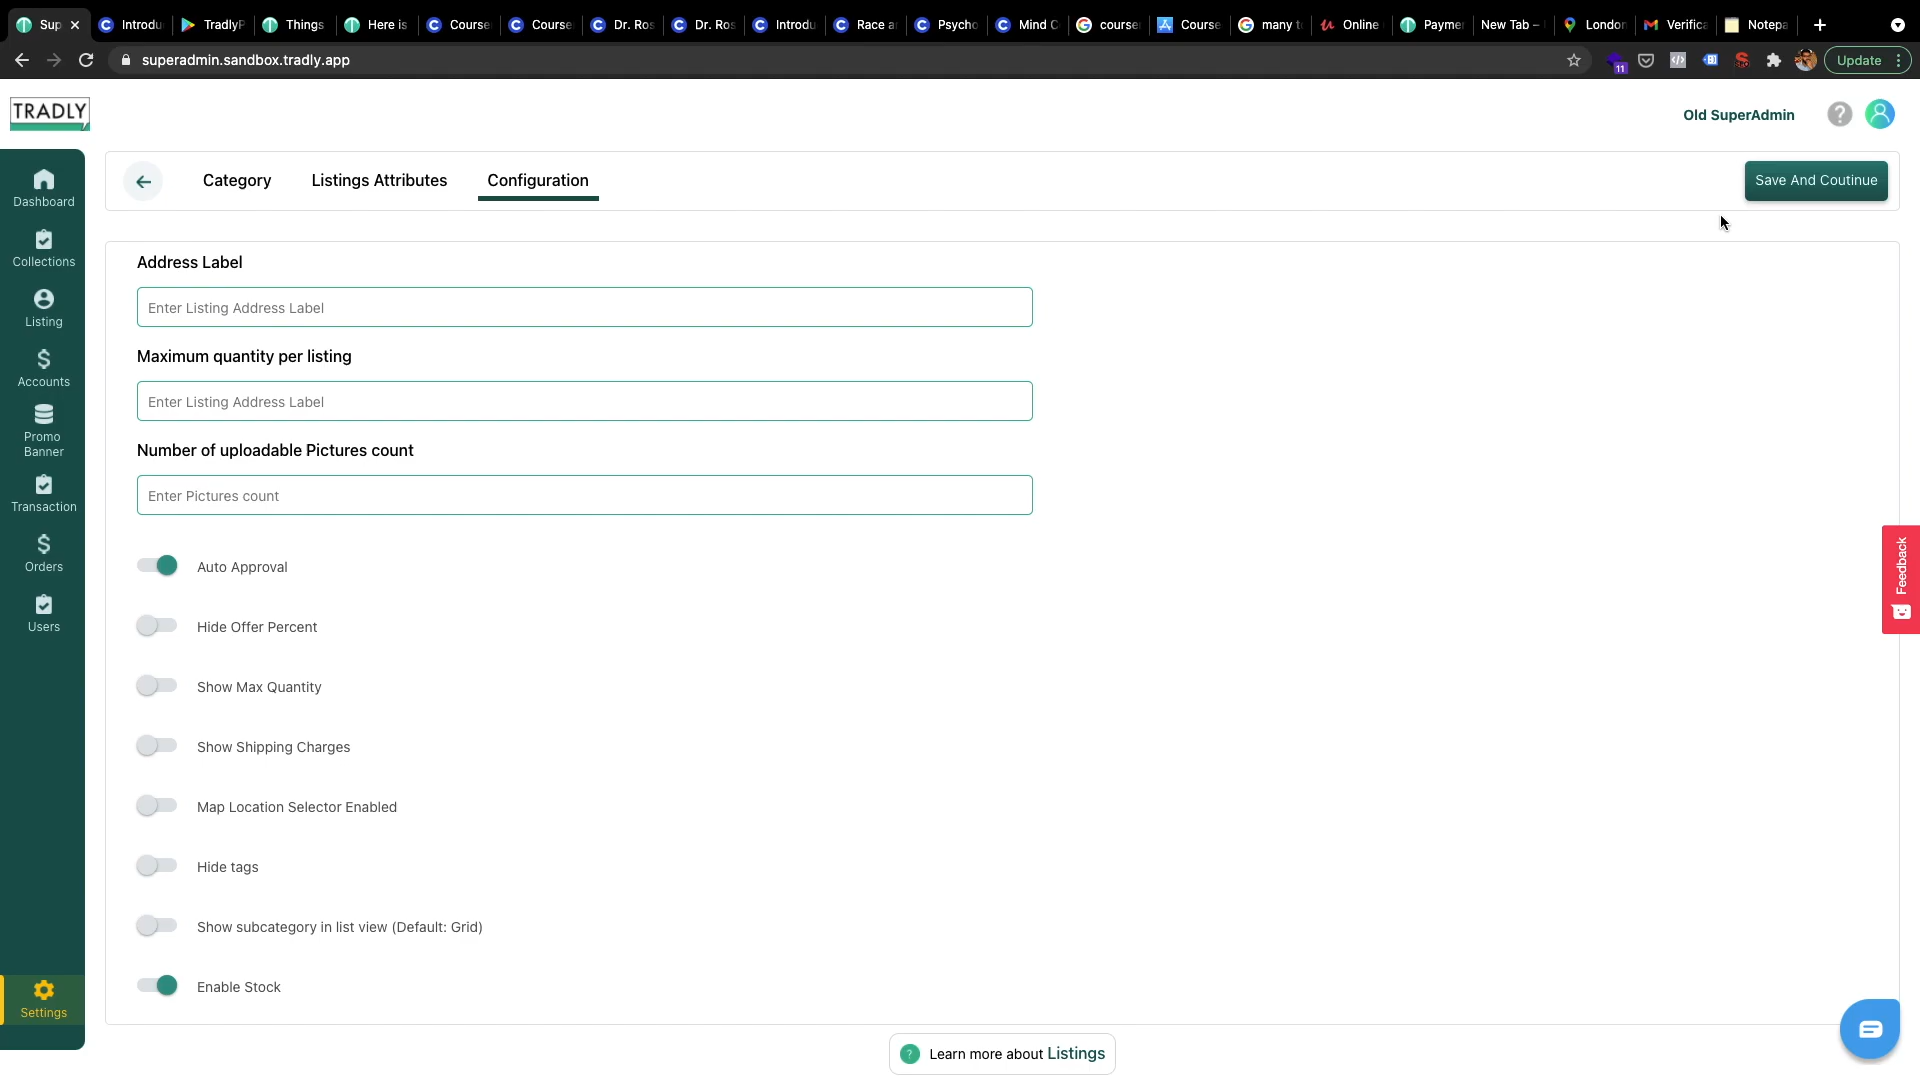 Sup
Introdu
TradlyP
Things
Here is
Course
Course
Dr. Ros
Dr. Ros
Introdu
Race a
Psycho
Mind C
course
Course
many t
Online
Payme
New Tab –
London
Verifica
Notepa
superadmin.sandbox.tradly.app
11
Update
TRADLY
Old SuperAdmin
?
Category
Listings Attributes
Configuration
Save And Coutinue
Dashboard
Collections
Listing
Accounts
Promo
Banner
Transaction
Orders
Users
Settings
Address Label
Enter Listing Address Label
Maximum quantity per listing
Enter Listing Address Label
Number of uploadable Pictures count
Enter Pictures count
Auto Approval
Hide Offer Percent
Show Max Quantity
Show Shipping Charges
Map Location Selector Enabled
Hide tags
Show subcategory in list view (Default: Grid)
Enable Stock
Feedback
? Learn more about Listings